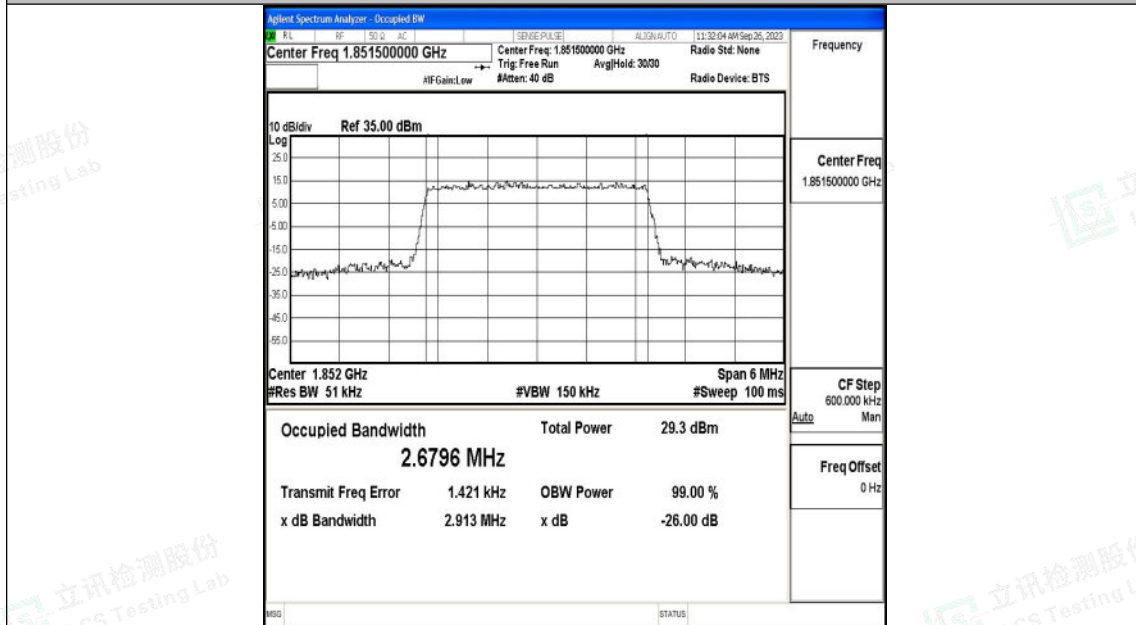 Agilent Spectrum Analyzer - Occupied BW
RL RF 50 Ω AC SENSE:PULSE ALIGNAUTO 11:32:04 AM Sep 26, 2023
Center Freq 1.851500000 GHz
Center Freq: 1.851500000 GHz
Radio Std: None
Trig: Free Run Avg|Hold: 30/30
#IFGain:Low
#Atten: 40 dB
Radio Device: BTS
10 dB/div Ref 35.00 dBm
Log
25.0
15.0
5.00
-5.00
-15.0
-25.0
-35.0
-45.0
-55.0
Center 1.852 GHz
Span 6 MHz
#Res BW 51 kHz
#VBW 150 kHz
#Sweep 100 ms
Occupied Bandwidth
Total Power 29.3 dBm
2.6796 MHz
Transmit Freq Error 1.421 kHz
OBW Power 99.00 %
x dB Bandwidth 2.913 MHz
x dB -26.00 dB
MSG
STATUS
Frequency
Center Freq
1.851500000 GHz
CF Step
600.000 kHz
Auto Man
Freq Offset
0 Hz
测股份
sting Lab
立讯检测股份
CS Testing Lab
立讯检测股
CS Testing L